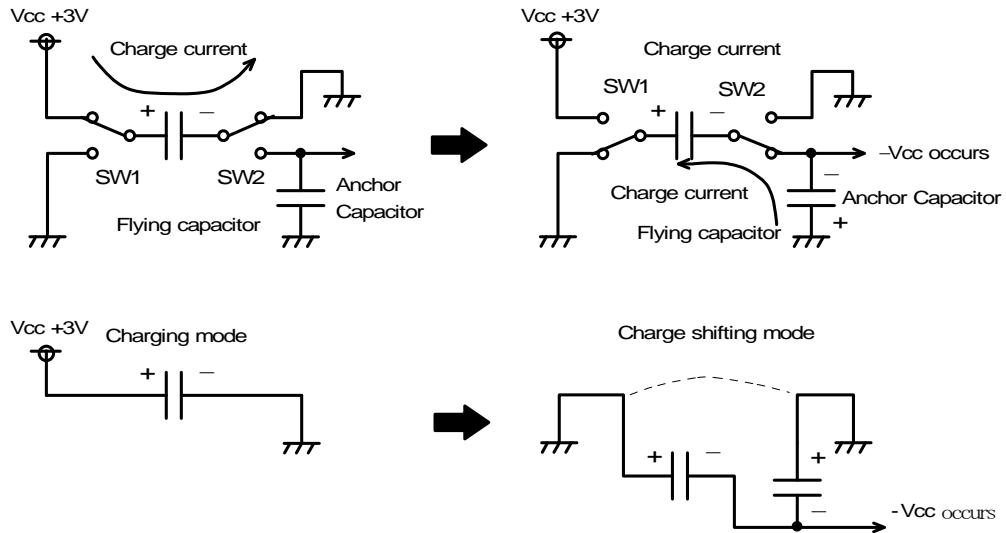 Vcc +3V
Charge current
+ –
SW1
SW2
Anchor
Capacitor
Flying capacitor
Vcc +3V
Charge current
SW1
SW2
+ –
–Vcc occurs
–
Charge current
Anchor Capacitor
+
Flying capacitor
Vcc +3V
Charging mode
+ –
Charge shifting mode
+ –
+
–
-Vcc occurs